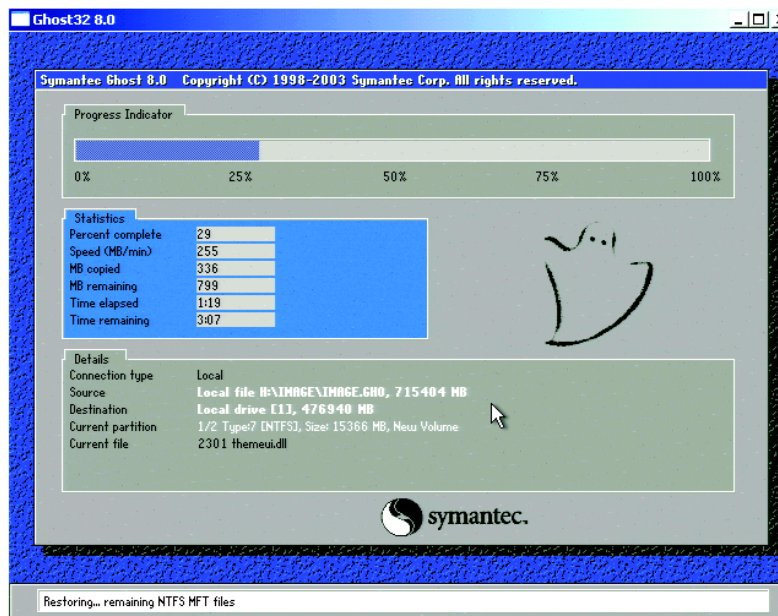 Ghost32 8.0
Symantec Ghost 8.0 Copyright (C) 1998-2003 Symantec Corp. All rights reserved.
Progress Indicator
0% 25% 50% 75% 100%
Statistics
Percent complete 29
Speed (MB/min) 255
MB copied 336
MB remaining 799
Time elapsed 1:19
Time remaining 3:07
Details
Connection type Local
Source Local file H:\IMAGE\IMAGE.GHO, 715404 MB
Destination Local drive [1], 476940 MB
Current partition 1/2 Type:7 [NTFS], Size: 15366 MB, New Volume
Current file 2301 themeui.dll
symantec.
Restoring... remaining NTFS MFT files